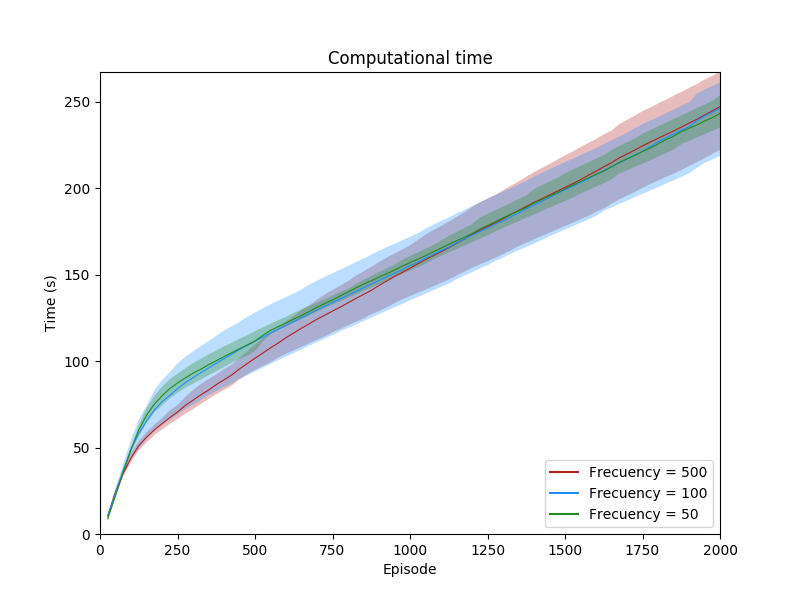 Computational time
Time (s)
250
200
150
100
50
0
0 250 500 750 1000 1250 1500 1750 2000
Episode
Frecuency = 500
Frecuency = 100
Frecuency = 50